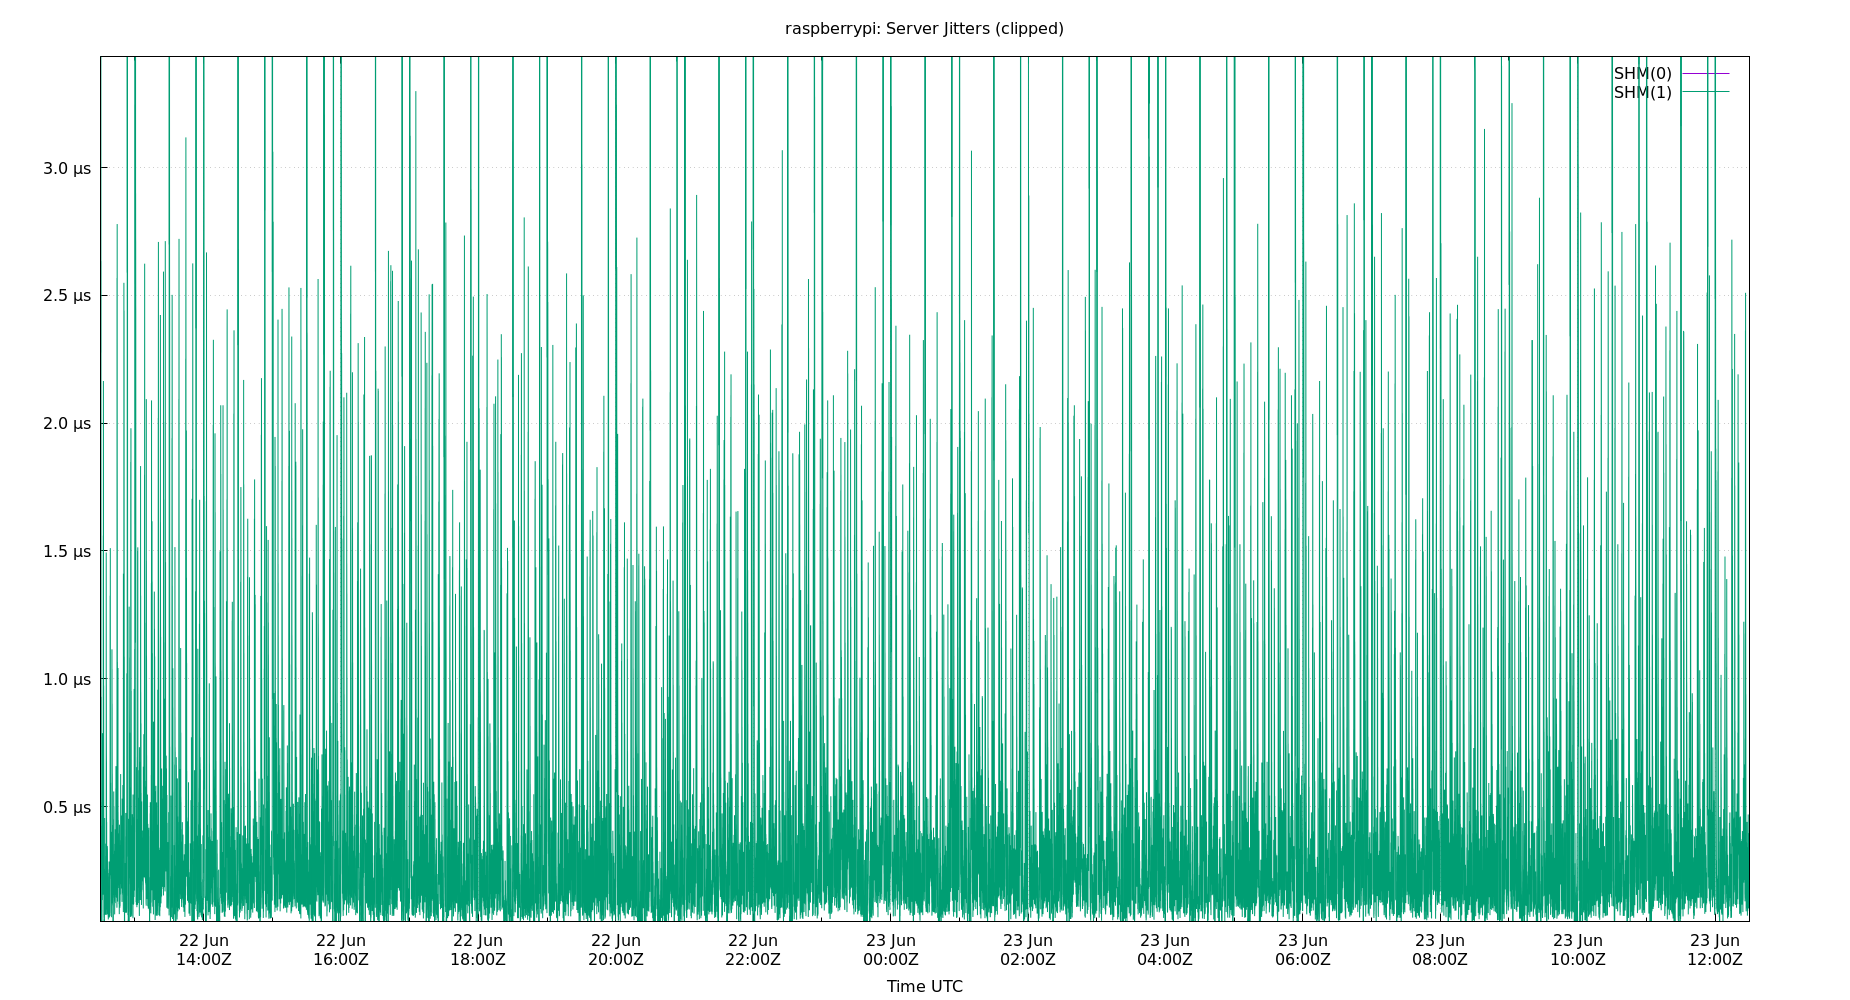 raspberrypi: Server Jitters (clipped)
SHM(0)
SHM(1)
3.0 µs
2.5 µs
2.0 µs
1.5 µs
1.0 µs
0.5 µs
22 Jun 22 Jun 22 Jun 22 Jun 22 Jun 23 Jun 23 Jun 23 Jun 23 Jun 23 Jun 23 Jun 23 Jun
14:00Z 16:00Z 18:00Z 20:00Z 22:00Z 00:00Z 02:00Z 04:00Z 06:00Z 08:00Z 10:00Z 12:00Z
Time UTC